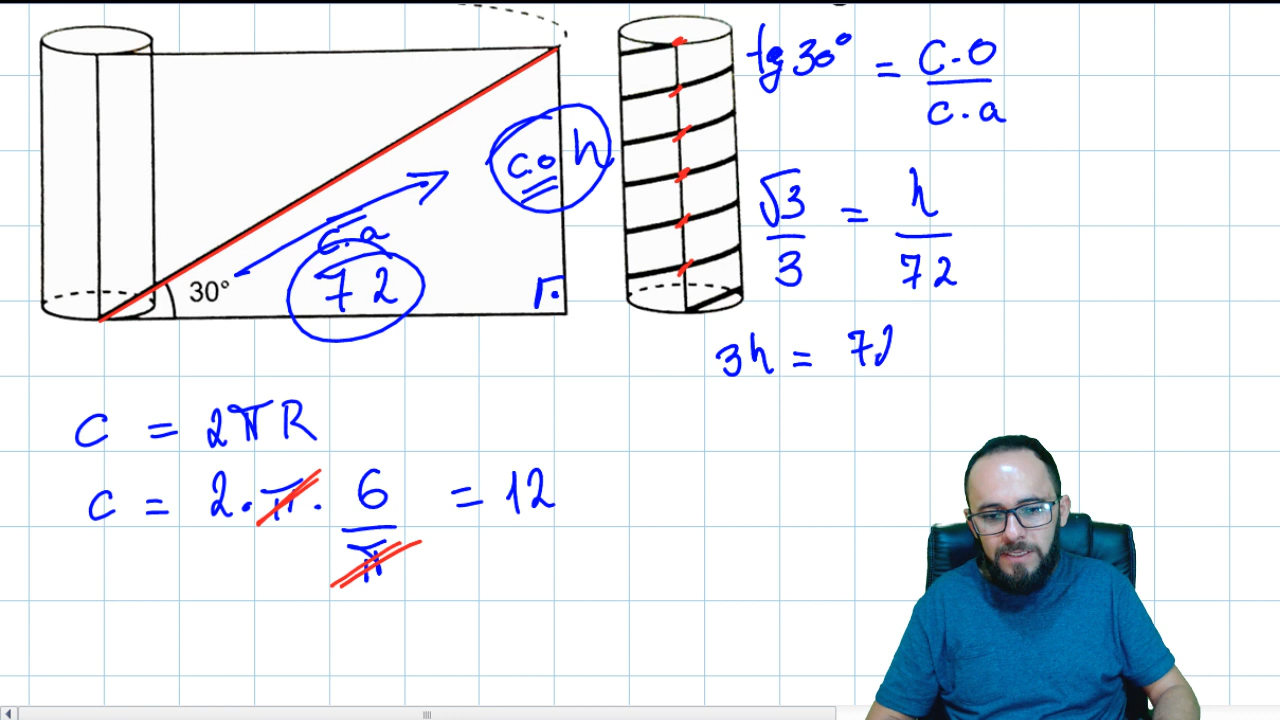 30°
c.a
72
c.o h
tg 30° = C.O / c.a
√3 / 3 = h / 72
3h = 72
C = 2πR
C = 2 . π . 6 / π = 12